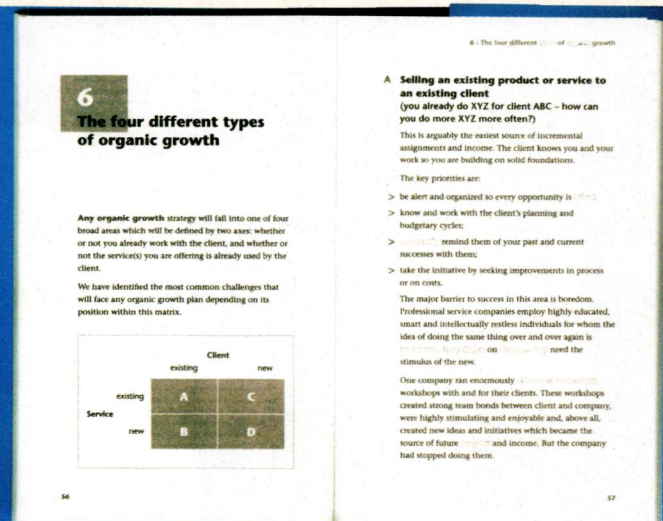 6
The four different types
of organic growth
Any organic growth strategy will fall into one of four
broad areas which will be defined by two axes: whether
or not you already work with the client, and whether or
not the service(s) you are offering is already used by the
client.
We have identified the most common challenges that
will face any organic growth plan depending on its
position within this matrix.
Client
existing new
existing A C
Service
new B D
56
6 : The four different of growth
A Selling an existing product or service to
an existing client
(you already do XYZ for client ABC – how can
you do more XYZ more often?)
This is arguably the easiest source of incremental
assignments and income. The client knows you and your
work so you are building on solid foundations.
The key priorities are:
> be alert and organized so every opportunity is
> know and work with the client's planning and
budgetary cycles;
> remind them of your past and current
successes with them;
> take the initiative by seeking improvements in process
or on costs.
The major barrier to success in this area is boredom.
Professional service companies employ highly educated,
smart and intellectually restless individuals for whom the
idea of doing the same thing over and over again is
on need the
stimulus of the new.
One company ran enormously
workshops with and for their clients. These workshops
created strong team bonds between client and company,
were highly stimulating and enjoyable and, above all,
created new ideas and initiatives which became the
source of future and income. But the company
had stopped doing them.
57